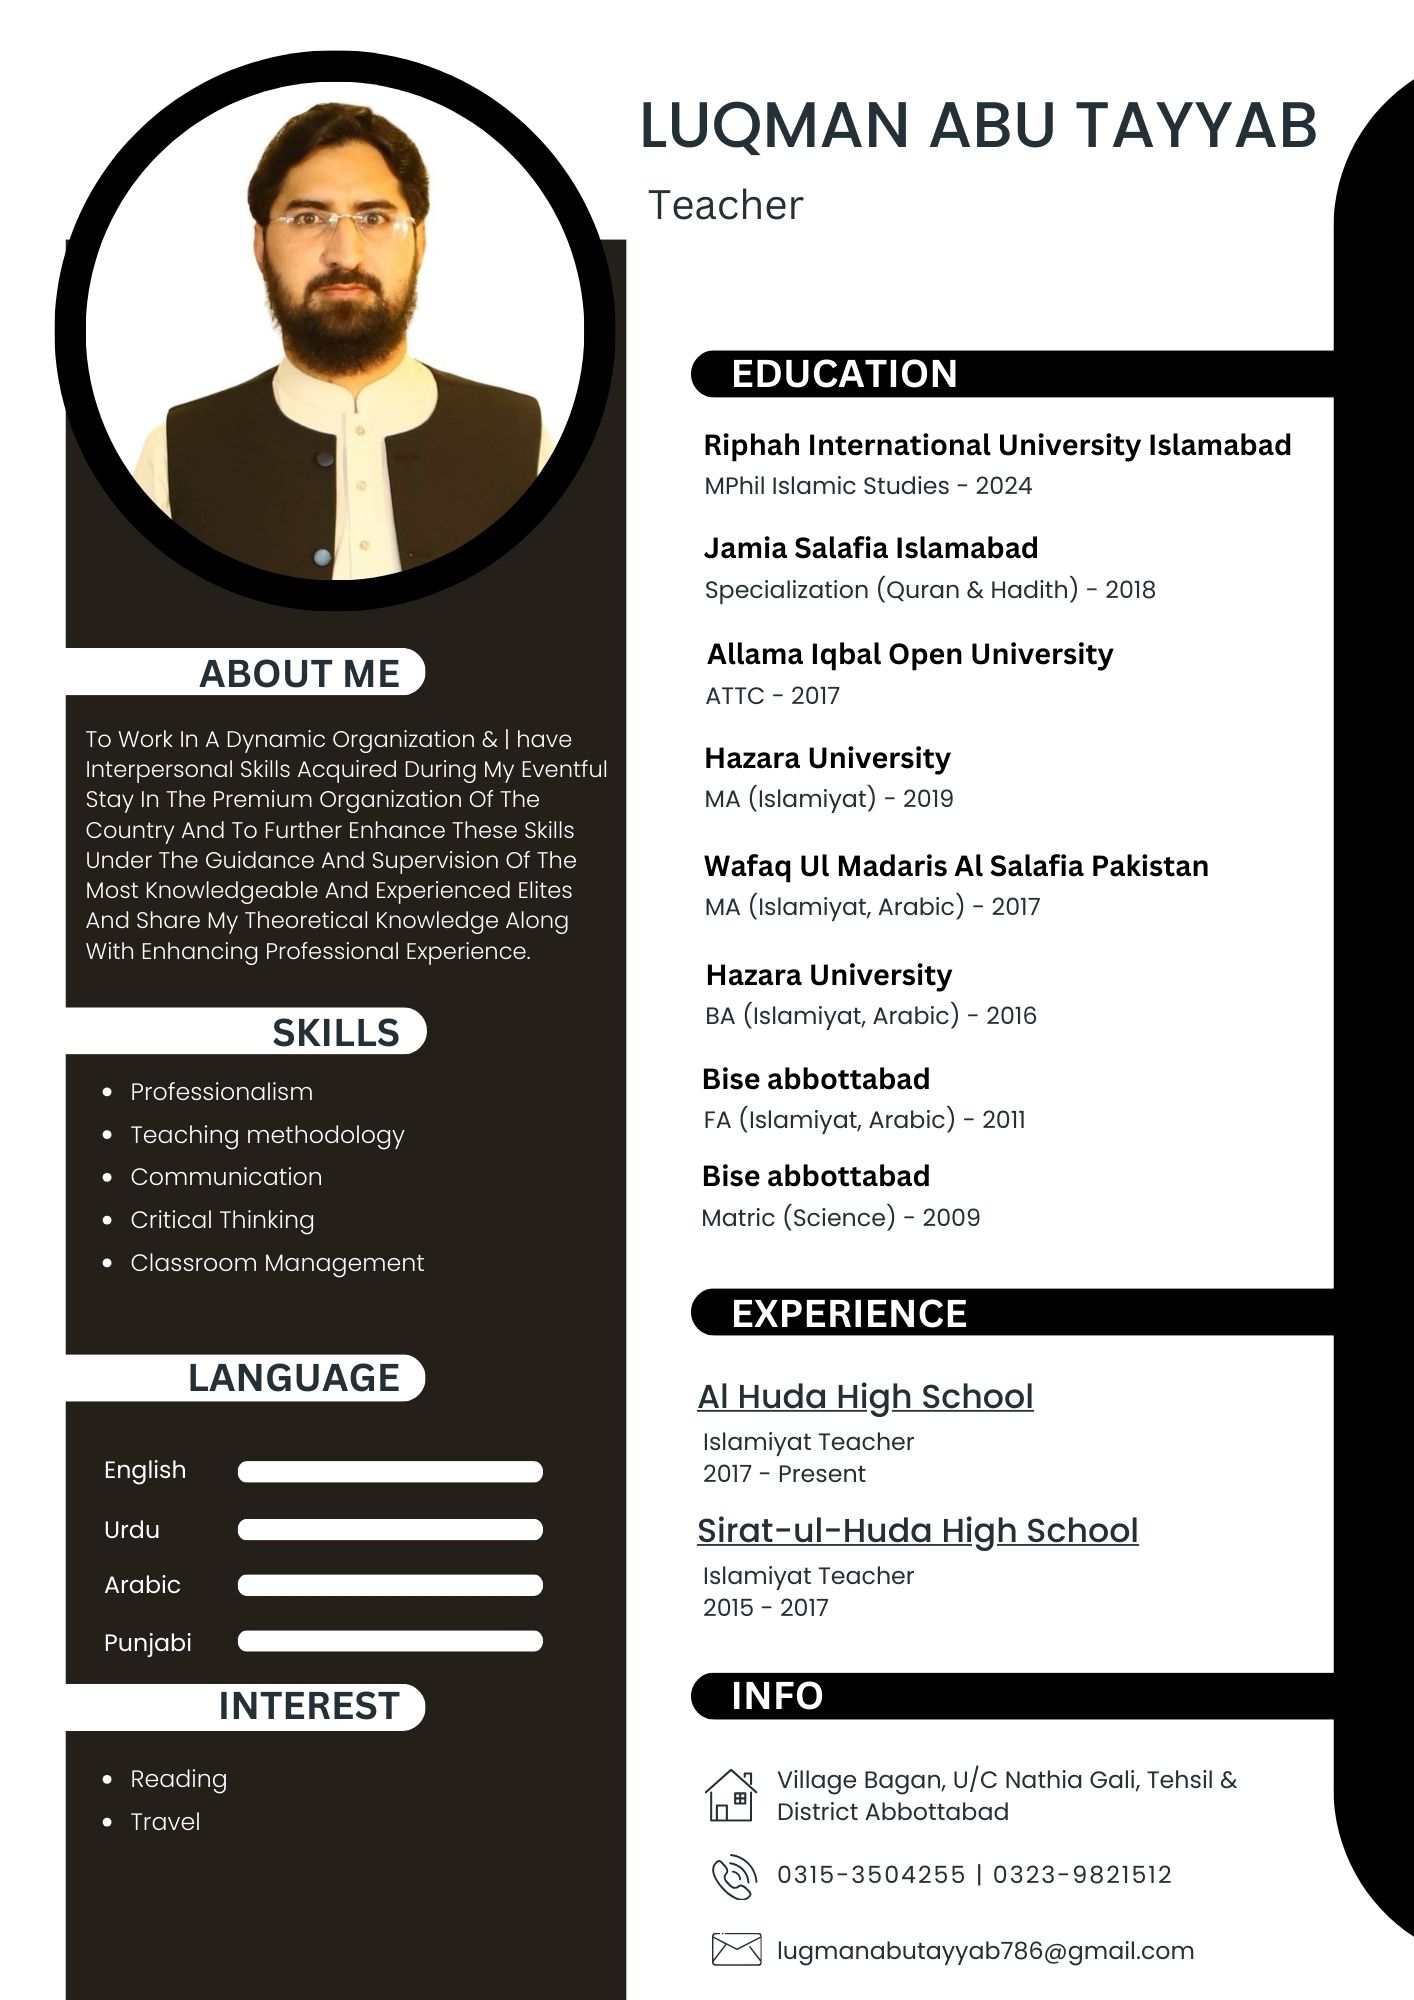 LUQMAN ABU TAYYAB
Teacher
ABOUT ME
To Work In A Dynamic Organization & | have
Interpersonal Skills Acquired During My Eventful
Stay In The Premium Organization Of The
Country And To Further Enhance These Skills
Under The Guidance And Supervision Of The
Most Knowledgeable And Experienced Elites
And Share My Theoretical Knowledge Along
With Enhancing Professional Experience.
SKILLS
• Professionalism
• Teaching methodology
• Communication
• Critical Thinking
• Classroom Management
LANGUAGE
English
Urdu
Arabic
Punjabi
INTEREST
• Reading
• Travel
EDUCATION
Riphah International University Islamabad
MPhil Islamic Studies - 2024
Jamia Salafia Islamabad
Specialization (Quran & Hadith) - 2018
Allama Iqbal Open University
ATTC - 2017
Hazara University
MA (Islamiyat) - 2019
Wafaq Ul Madaris Al Salafia Pakistan
MA (Islamiyat, Arabic) - 2017
Hazara University
BA (Islamiyat, Arabic) - 2016
Bise abbottabad
FA (Islamiyat, Arabic) - 2011
Bise abbottabad
Matric (Science) - 2009
EXPERIENCE
Al Huda High School
Islamiyat Teacher
2017 - Present
Sirat-ul-Huda High School
Islamiyat Teacher
2015 - 2017
INFO
Village Bagan, U/C Nathia Gali, Tehsil &
District Abbottabad
0315-3504255 | 0323-9821512
lugmanabutayyab786@gmail.com